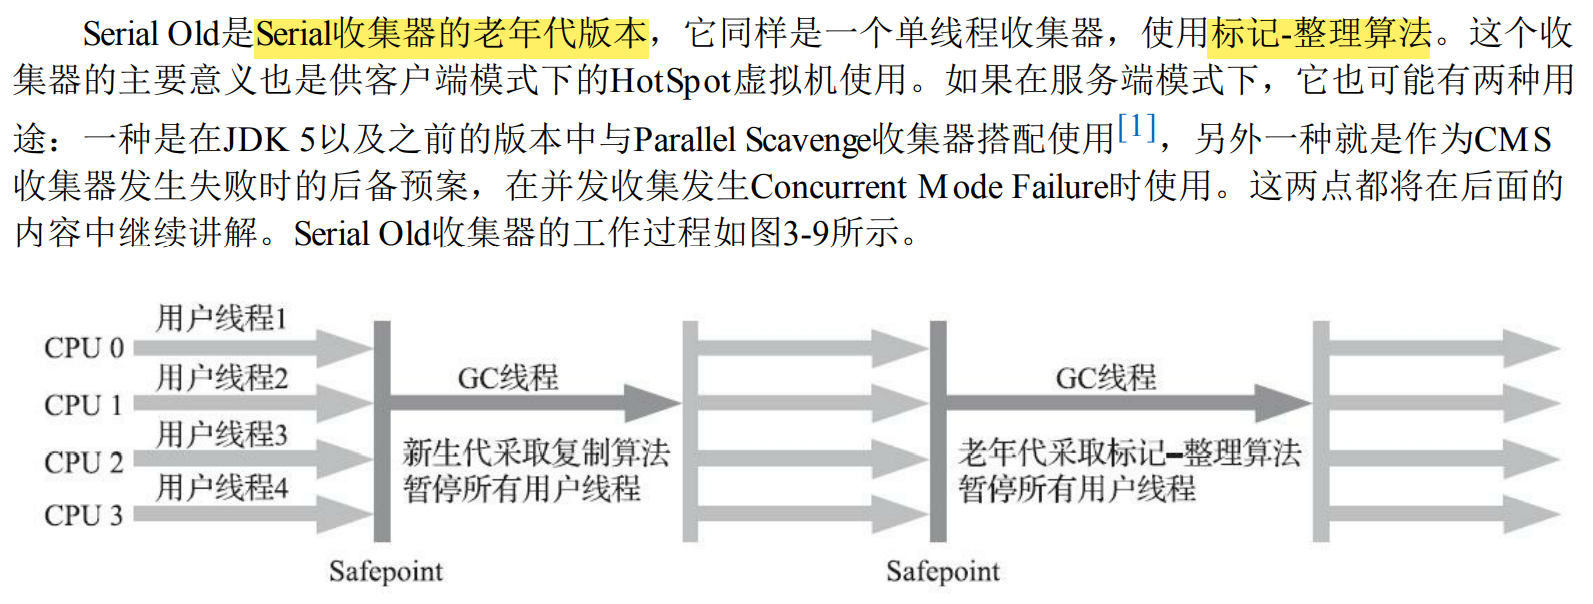 Serial Old是Serial收集器的老年代版本，它同样是一个单线程收集器，使用标记-整理算法。这个收
集器的主要意义也是供客户端模式下的HotSpot虚拟机使用。如果在服务端模式下，它也可能有两种用
途：一种是在JDK 5以及之前的版本中与Parallel Scavenge收集器搭配使用[1]，另外一种就是作为CMS
收集器发生失败时的后备预案，在并发收集发生Concurrent Mode Failure时使用。这两点都将在后面的
内容中继续讲解。Serial Old收集器的工作过程如图3-9所示。
用户线程1
CPU 0
用户线程2
GC线程
GC线程
CPU 1
用户线程3
新生代采取复制算法
老年代采取标记-整理算法
CPU 2
用户线程4
暂停所有用户线程
暂停所有用户线程
CPU 3
Safepoint
Safepoint